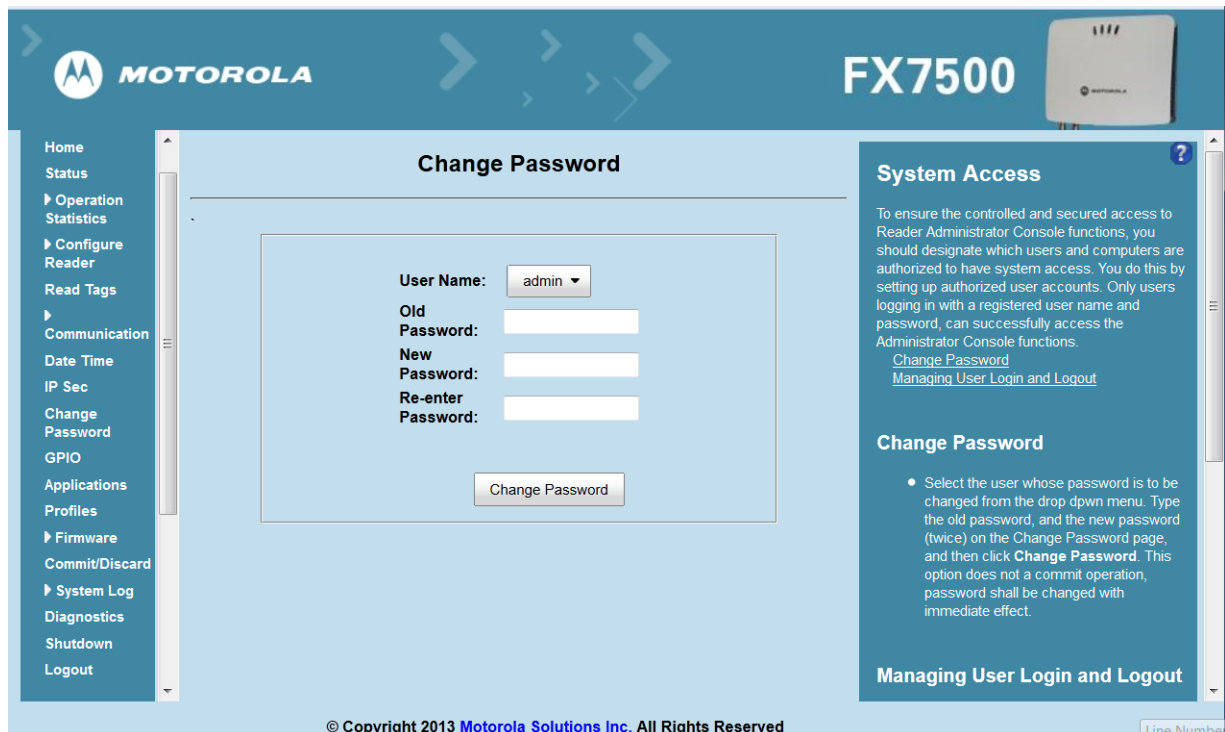 MOTOROLA
FX7500
MOTOROLA
Home
Status
Operation
Statistics
Configure
Reader
Read Tags
Communication
Date Time
IP Sec
Change
Password
GPIO
Applications
Profiles
Firmware
Commit/Discard
System Log
Diagnostics
Shutdown
Logout
Change Password
User Name:
admin
Old
Password:
New
Password:
Re-enter
Password:
Change Password
?
System Access
To ensure the controlled and secured access to
Reader Administrator Console functions, you
should designate which users and computers are
authorized to have system access. You do this by
setting up authorized user accounts. Only users
logging in with a registered user name and
password, can successfully access the
Administrator Console functions.
Change Password
Managing User Login and Logout
Change Password
Select the user whose password is to be
changed from the drop dpwn menu. Type
the old password, and the new password
(twice) on the Change Password page,
and then click Change Password. This
option does not a commit operation,
password shall be changed with
immediate effect.
Managing User Login and Logout
© Copyright 2013 Motorola Solutions Inc. All Rights Reserved
Line Number